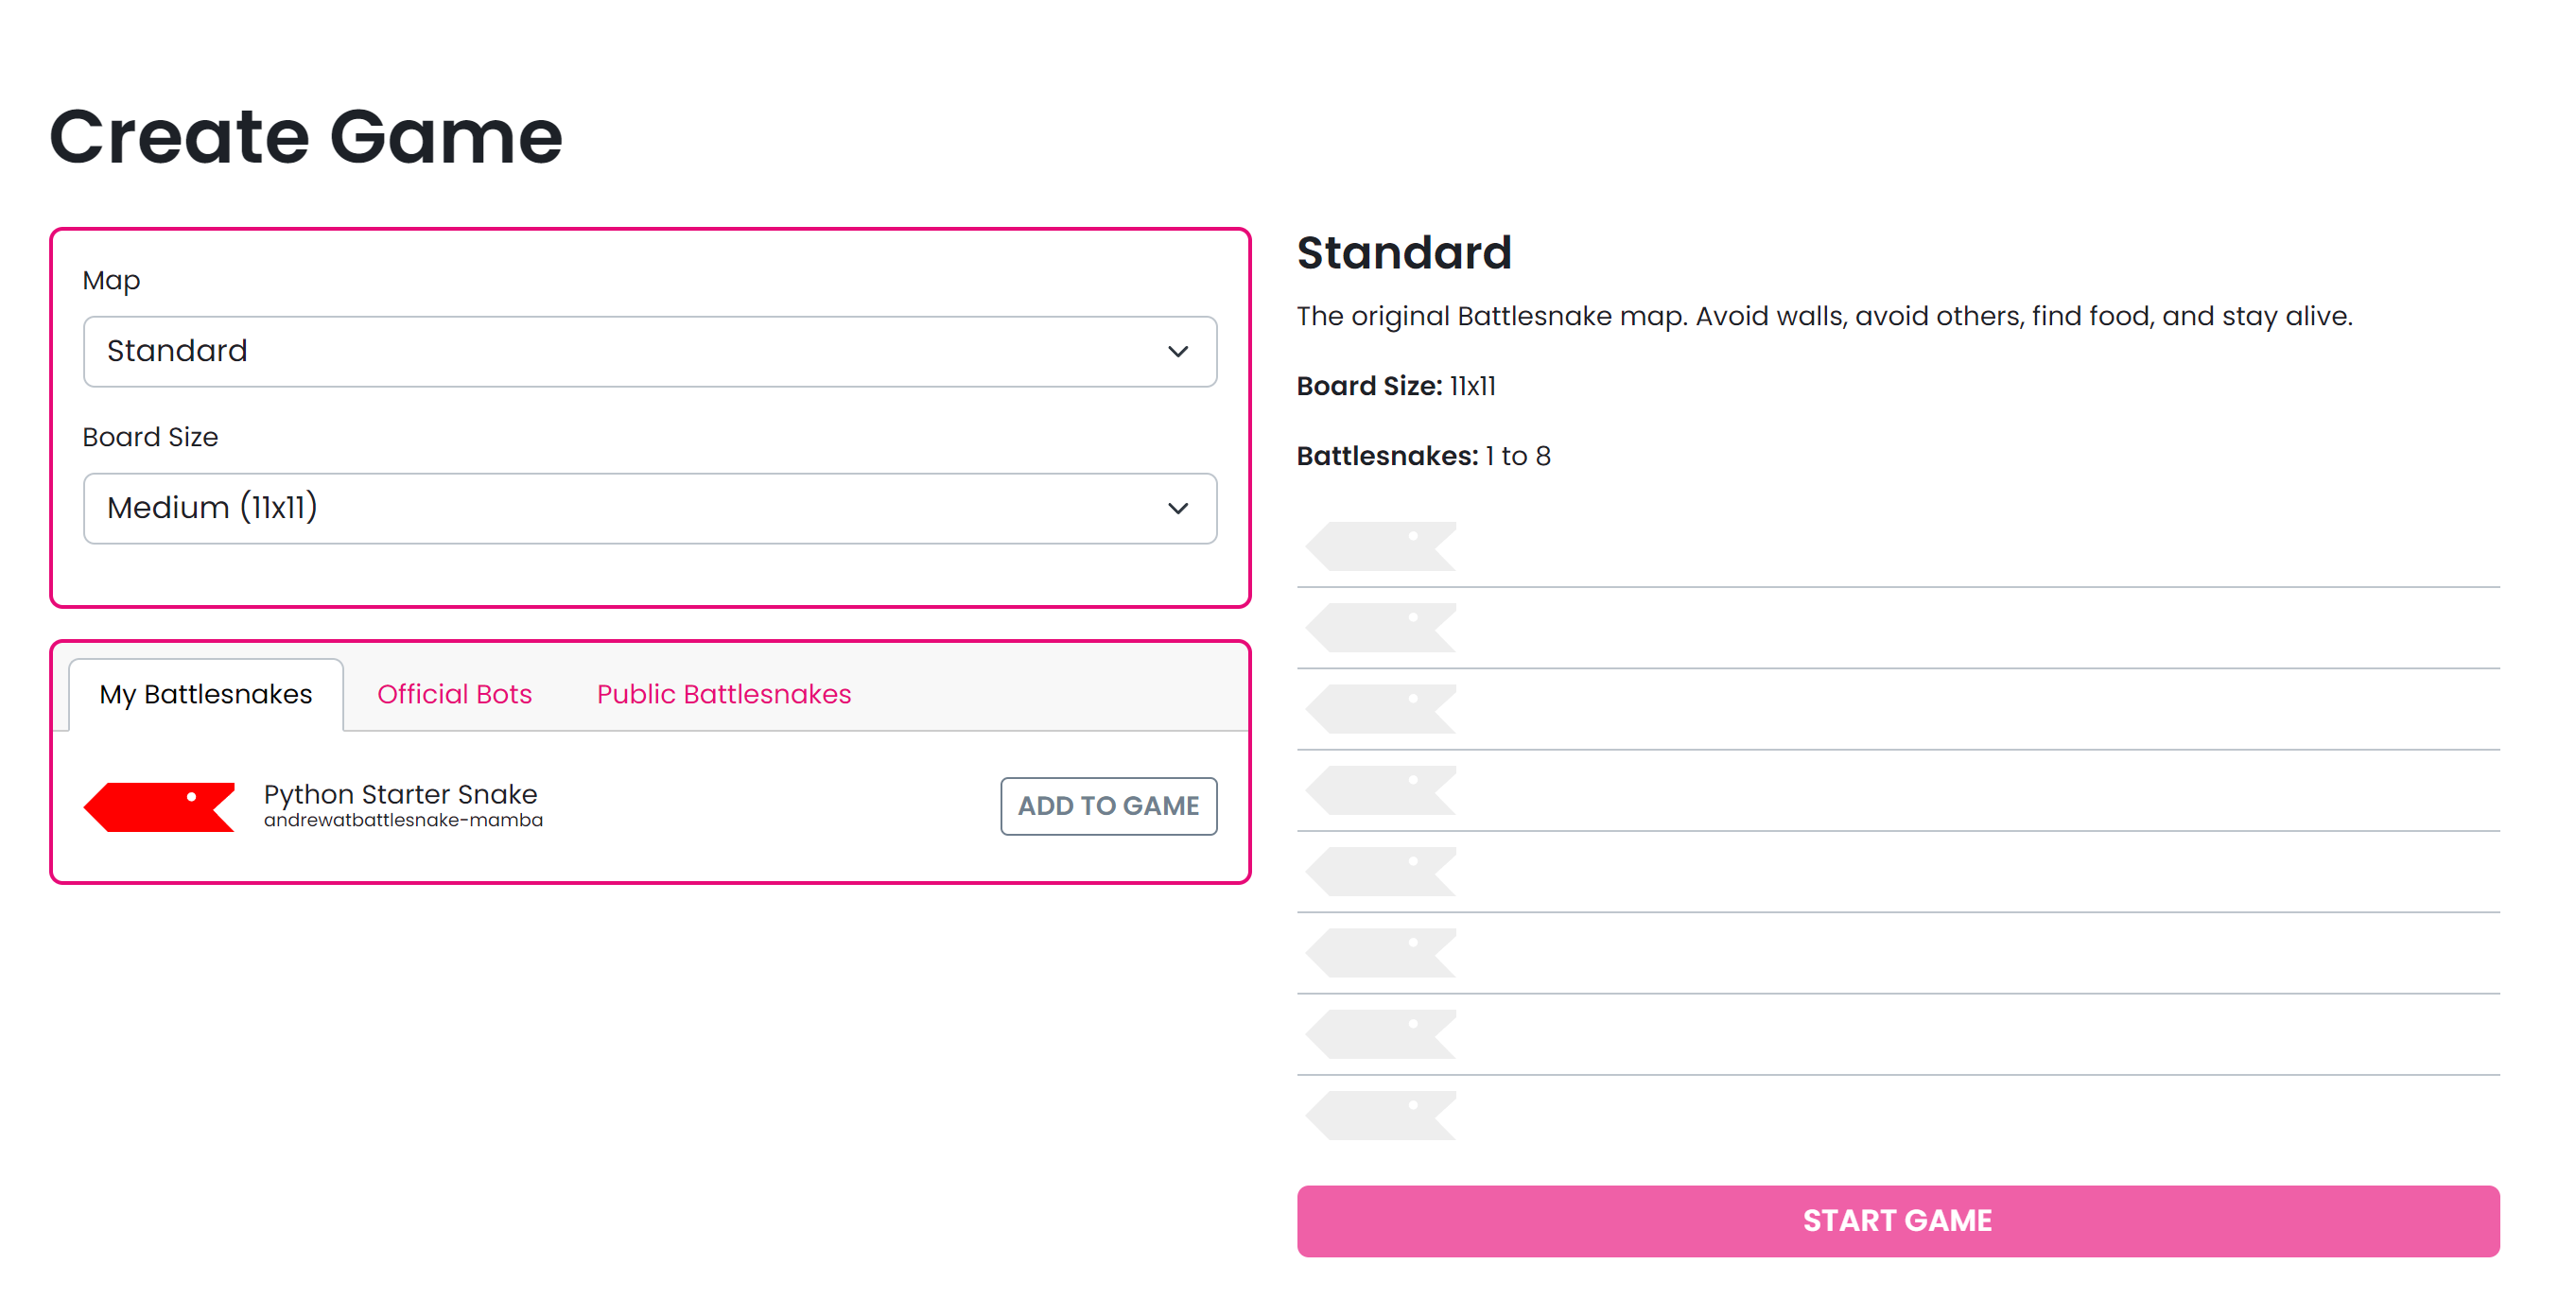 Create Game
Map
Standard
Board Size
Medium (11x11)
My Battlesnakes
Official Bots
Public Battlesnakes
Python Starter Snake
andrewatbattlesnake-mamba
ADD TO GAME
Standard
The original Battlesnake map. Avoid walls, avoid others, find food, and stay alive.
Board Size: 11x11
Battlesnakes: 1 to 8
START GAME